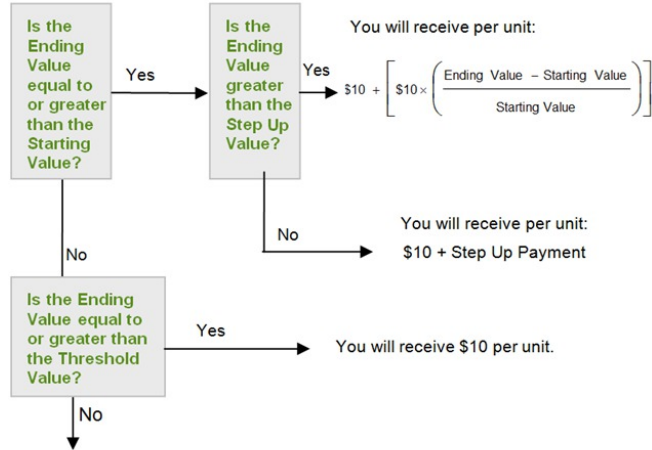 Is the
Ending
Value
equal to
or greater
than the
Starting
Value?
Yes
Is the
Ending
Value
greater
than the
Step Up
Value?
Yes
You will receive per unit:
$10 + [ $10 × ( Ending Value – Starting Value
Starting Value ) ]
No
You will receive per unit:
$10 + Step Up Payment
No
Is the Ending
Value equal to
or greater than
the Threshold
Value?
Yes
You will receive $10 per unit.
No